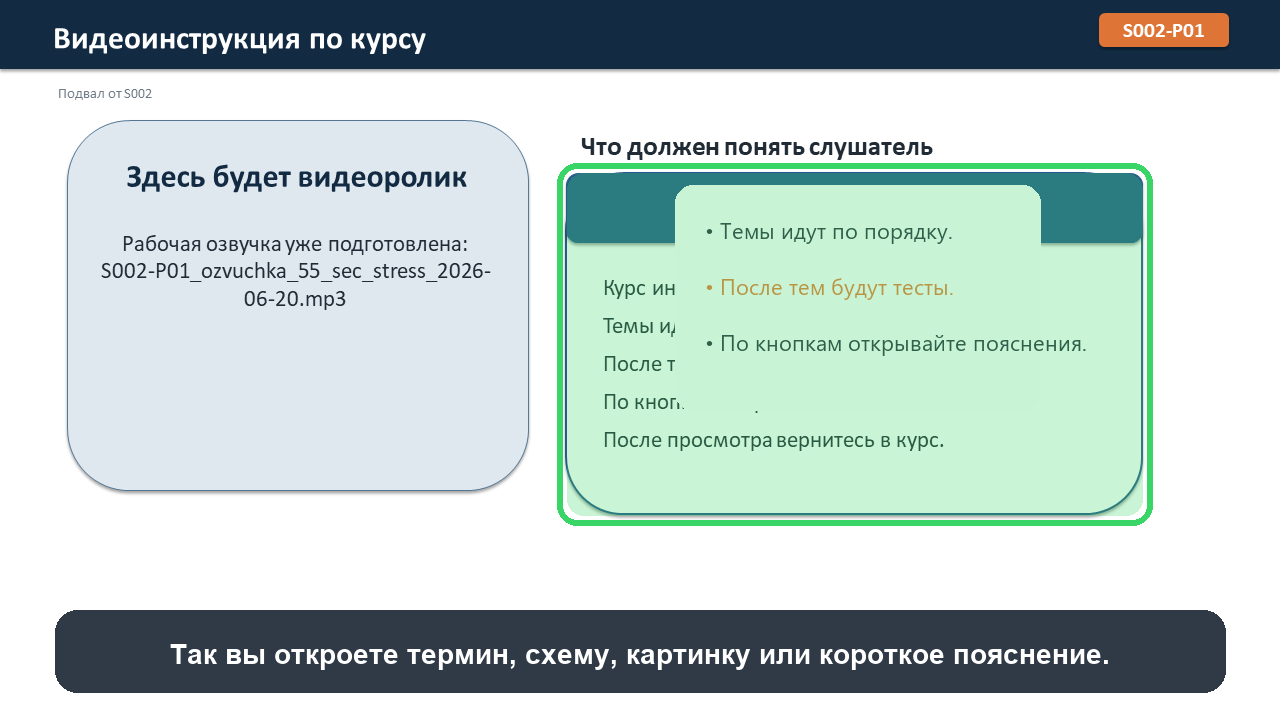 Видеоинструкция по курсу
S002-P01
Подвал от S002
Здесь будет видеоролик
Рабочая озвучка уже подготовлена:
S002-P01_ozvuchka_55_sec_stress_2026-
06-20.mp3
Что должен понять слушатель
• Темы идут по порядку.
• После тем будут тесты.
• По кнопкам открывайте пояснения.
Курс
Темы
После
По
После просмотра вернитесь в курс.
Так вы откроете термин, схему, картинку или короткое пояснение.